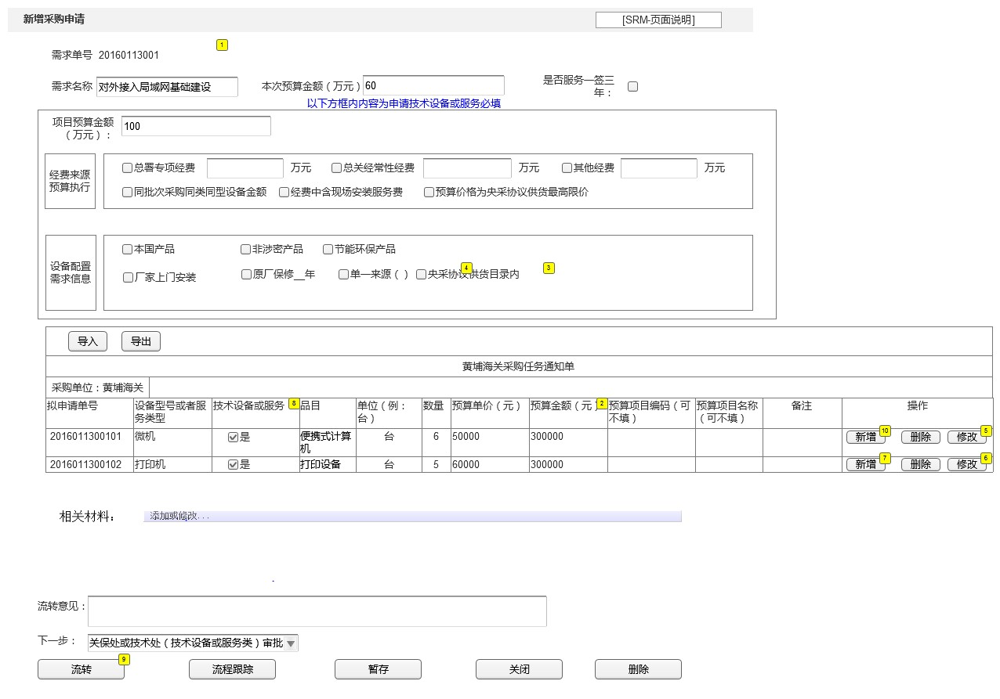 新增采购申请 [SRM-页面说明]
1
需求单号 20160113001
需求名称 对外接入局域网基础建设 本次预算金额（万元） 60 是否服务一签三年：
以下方框内内容为申请技术设备或服务必填
项目预算金额（万元）： 100
经费来源预算执行
总署专项经费 万元 总关经常性经费 万元 其他经费 万元
同批次采购同类同型设备金额 经费中含现场安装服务费 预算价格为央采协议供货最高限价
设备配置需求信息
本国产品 非涉密产品 节能环保产品
4 3
厂家上门安装 原厂保修__年 单一来源（ ） 央采协议供货目录内
导入 导出
黄埔海关采购任务通知单
采购单位：黄埔海关
拟申请单号 设备型号或者服务类型 技术设备或服务 8 品目 单位（例：台） 数量 预算单价（元） 预算金额（元） 2 预算项目编码（可不填） 预算项目名称（可不填） 备注 操作
2016011300101 微机 是 便携式计算机 台 6 50000 300000 新增 10 删除 修改 5
2016011300102 打印机 是 打印设备 台 5 60000 300000 新增 7 删除 修改 6
相关材料： 添加或修改...
流转意见：
下一步： 关保处或技术处（技术设备或服务类）审批
流转 9 流程跟踪 暂存 关闭 删除